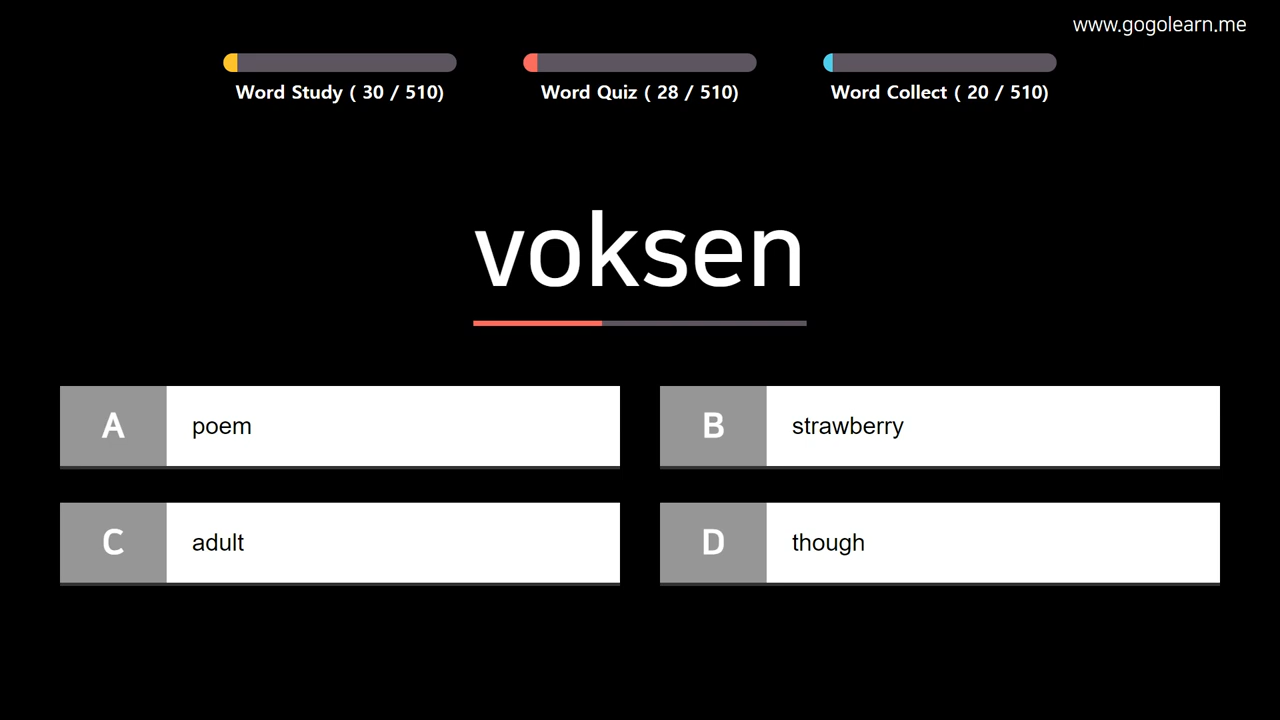 www.gogolearn.me
Word Study ( 30 / 510)
Word Quiz ( 28 / 510)
Word Collect ( 20 / 510)
voksen
A poem
B strawberry
C adult
D though